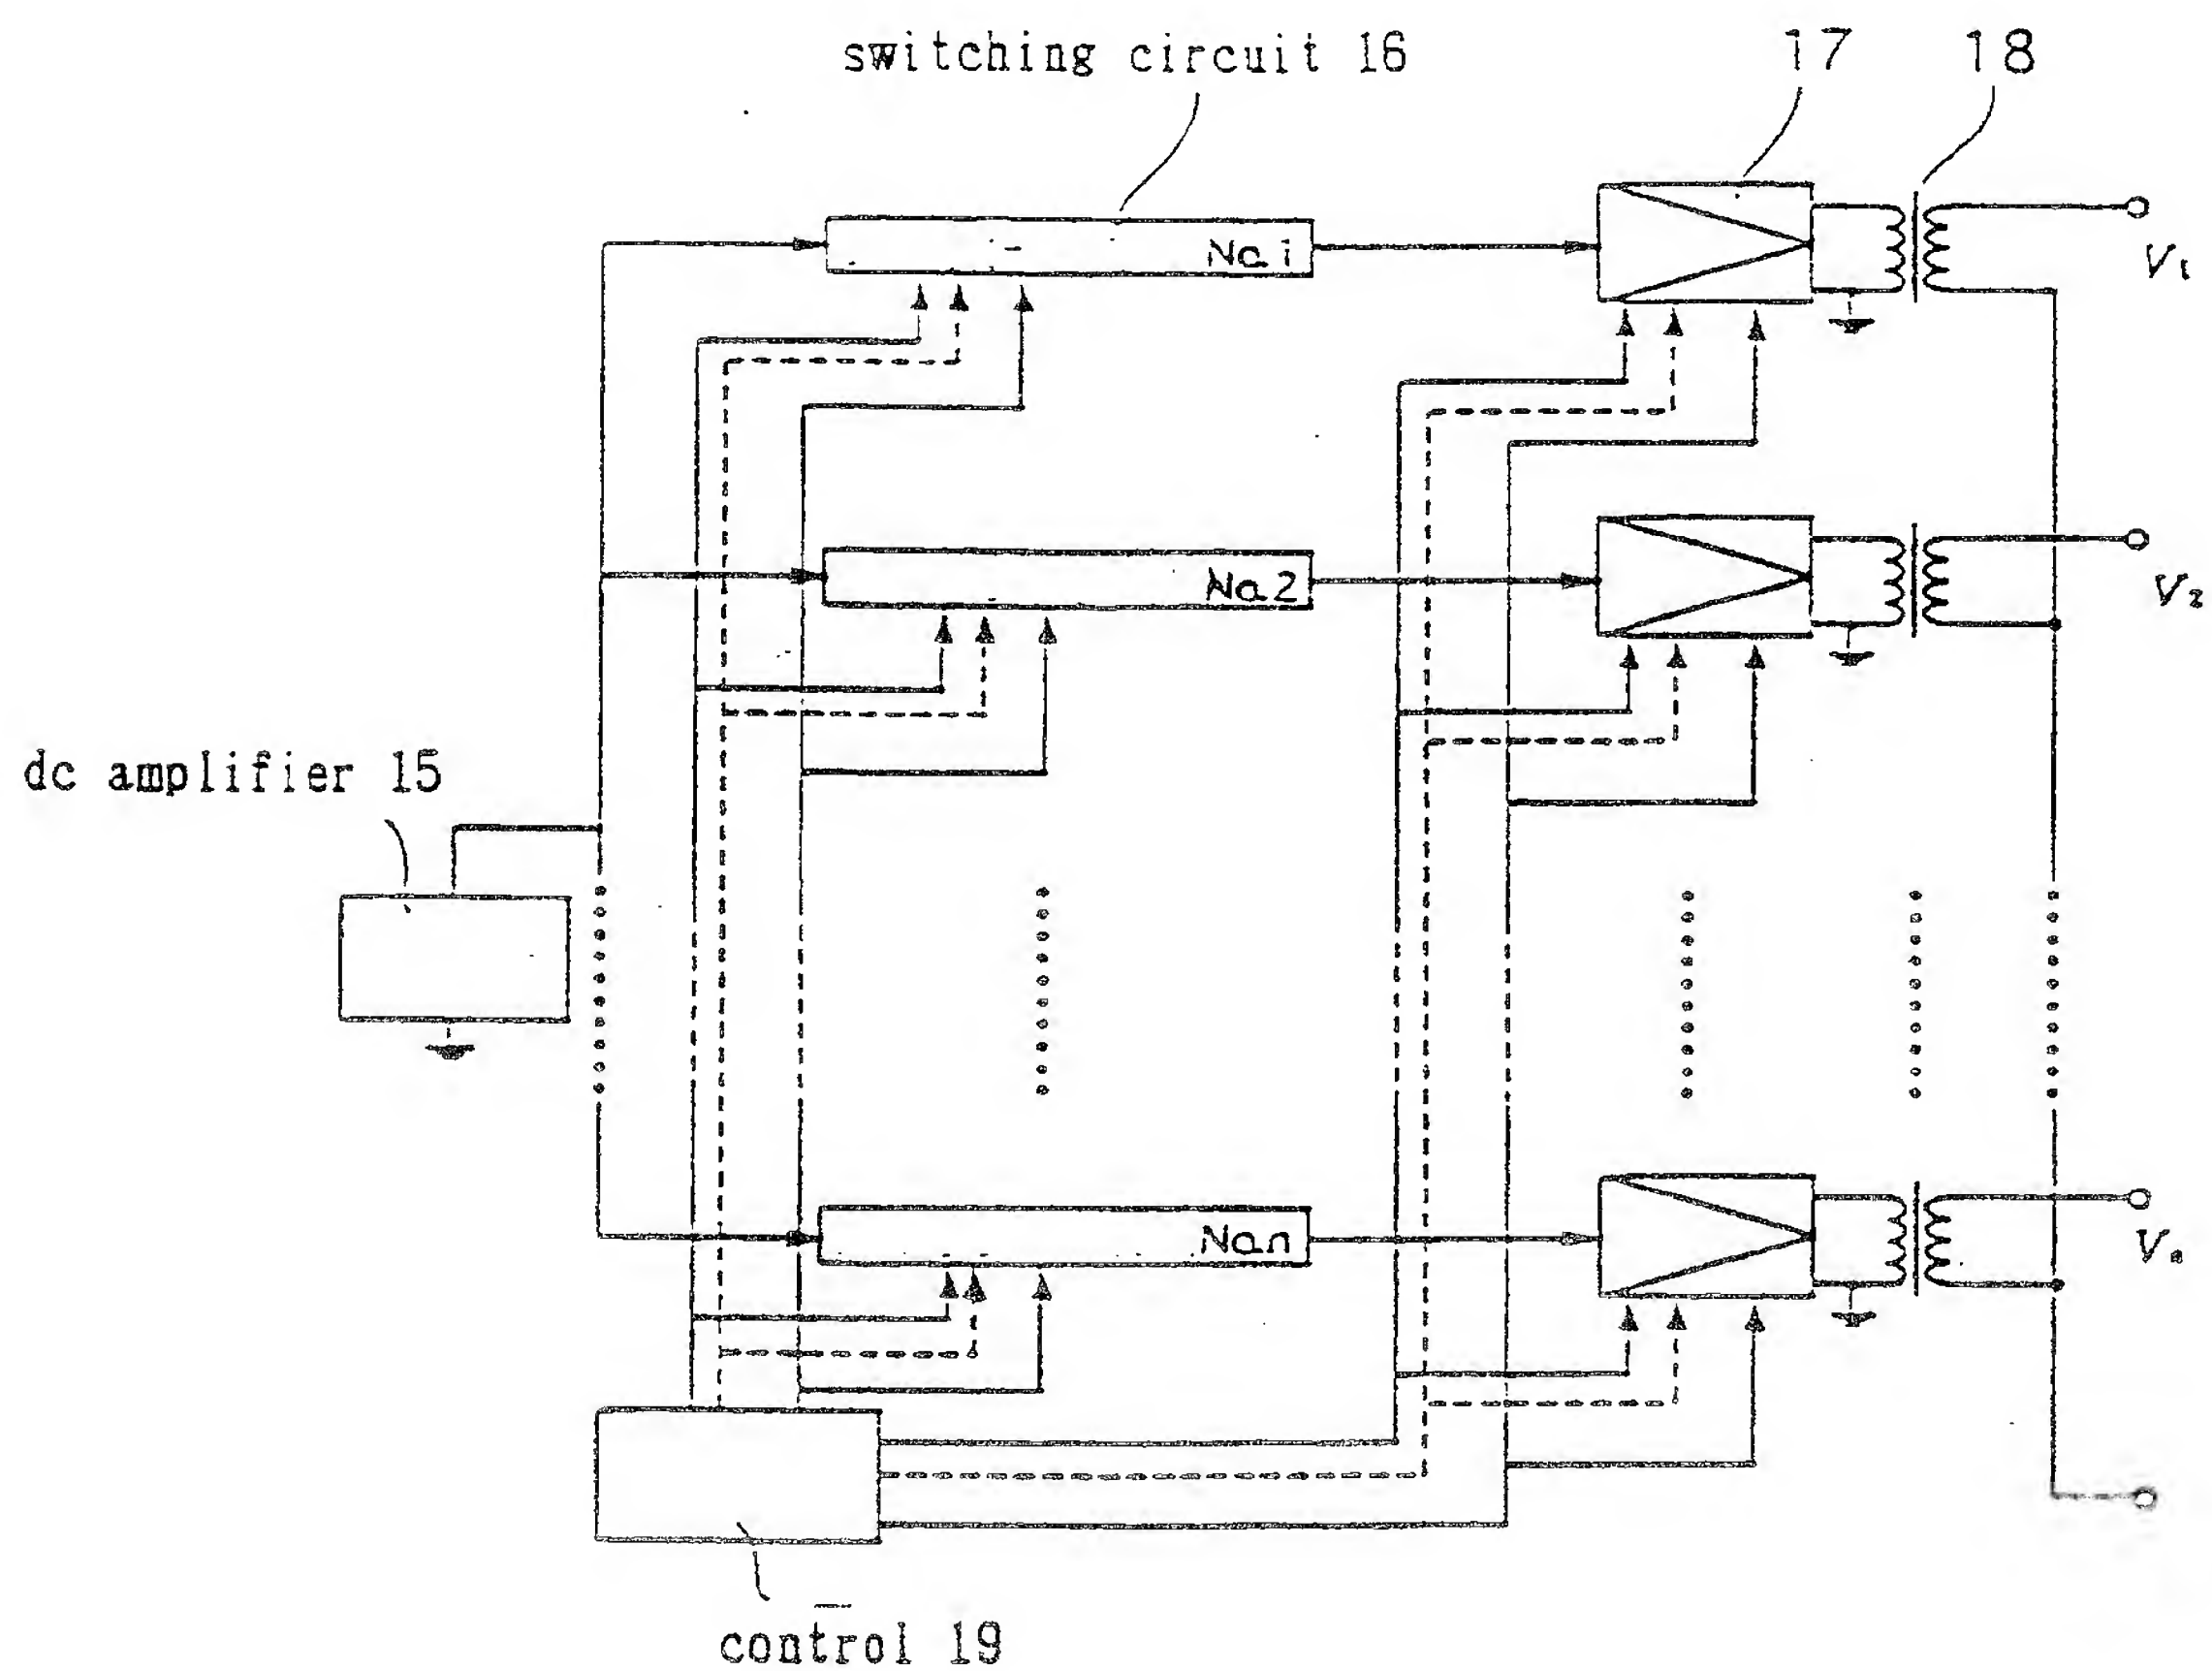 switching circuit 16
17
18
No.1
V₁
No.2
V₂
dc amplifier 15
No.n
Vₙ
control 19